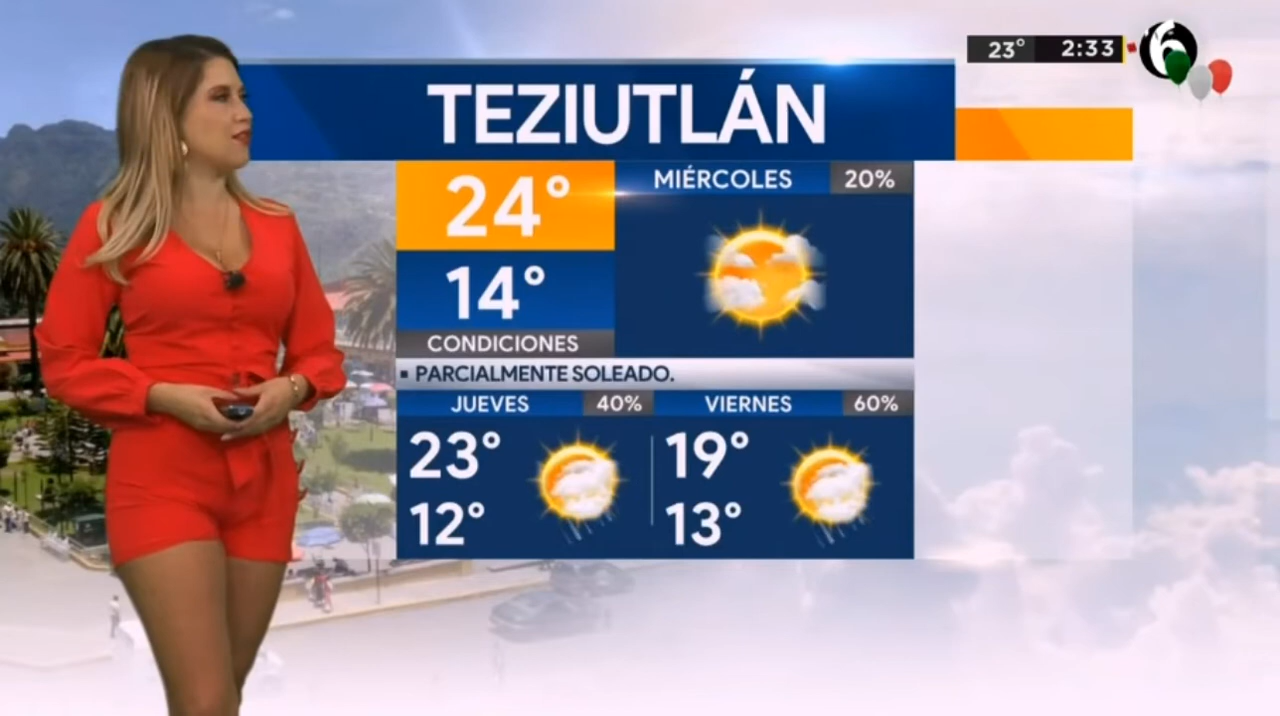 23° 2:33 6
TEZIUTLÁN
24°
14°
CONDICIONES
MIÉRCOLES 20%
PARCIALMENTE SOLEADO.
JUEVES 40%
23°
12°
VIERNES 60%
19°
13°